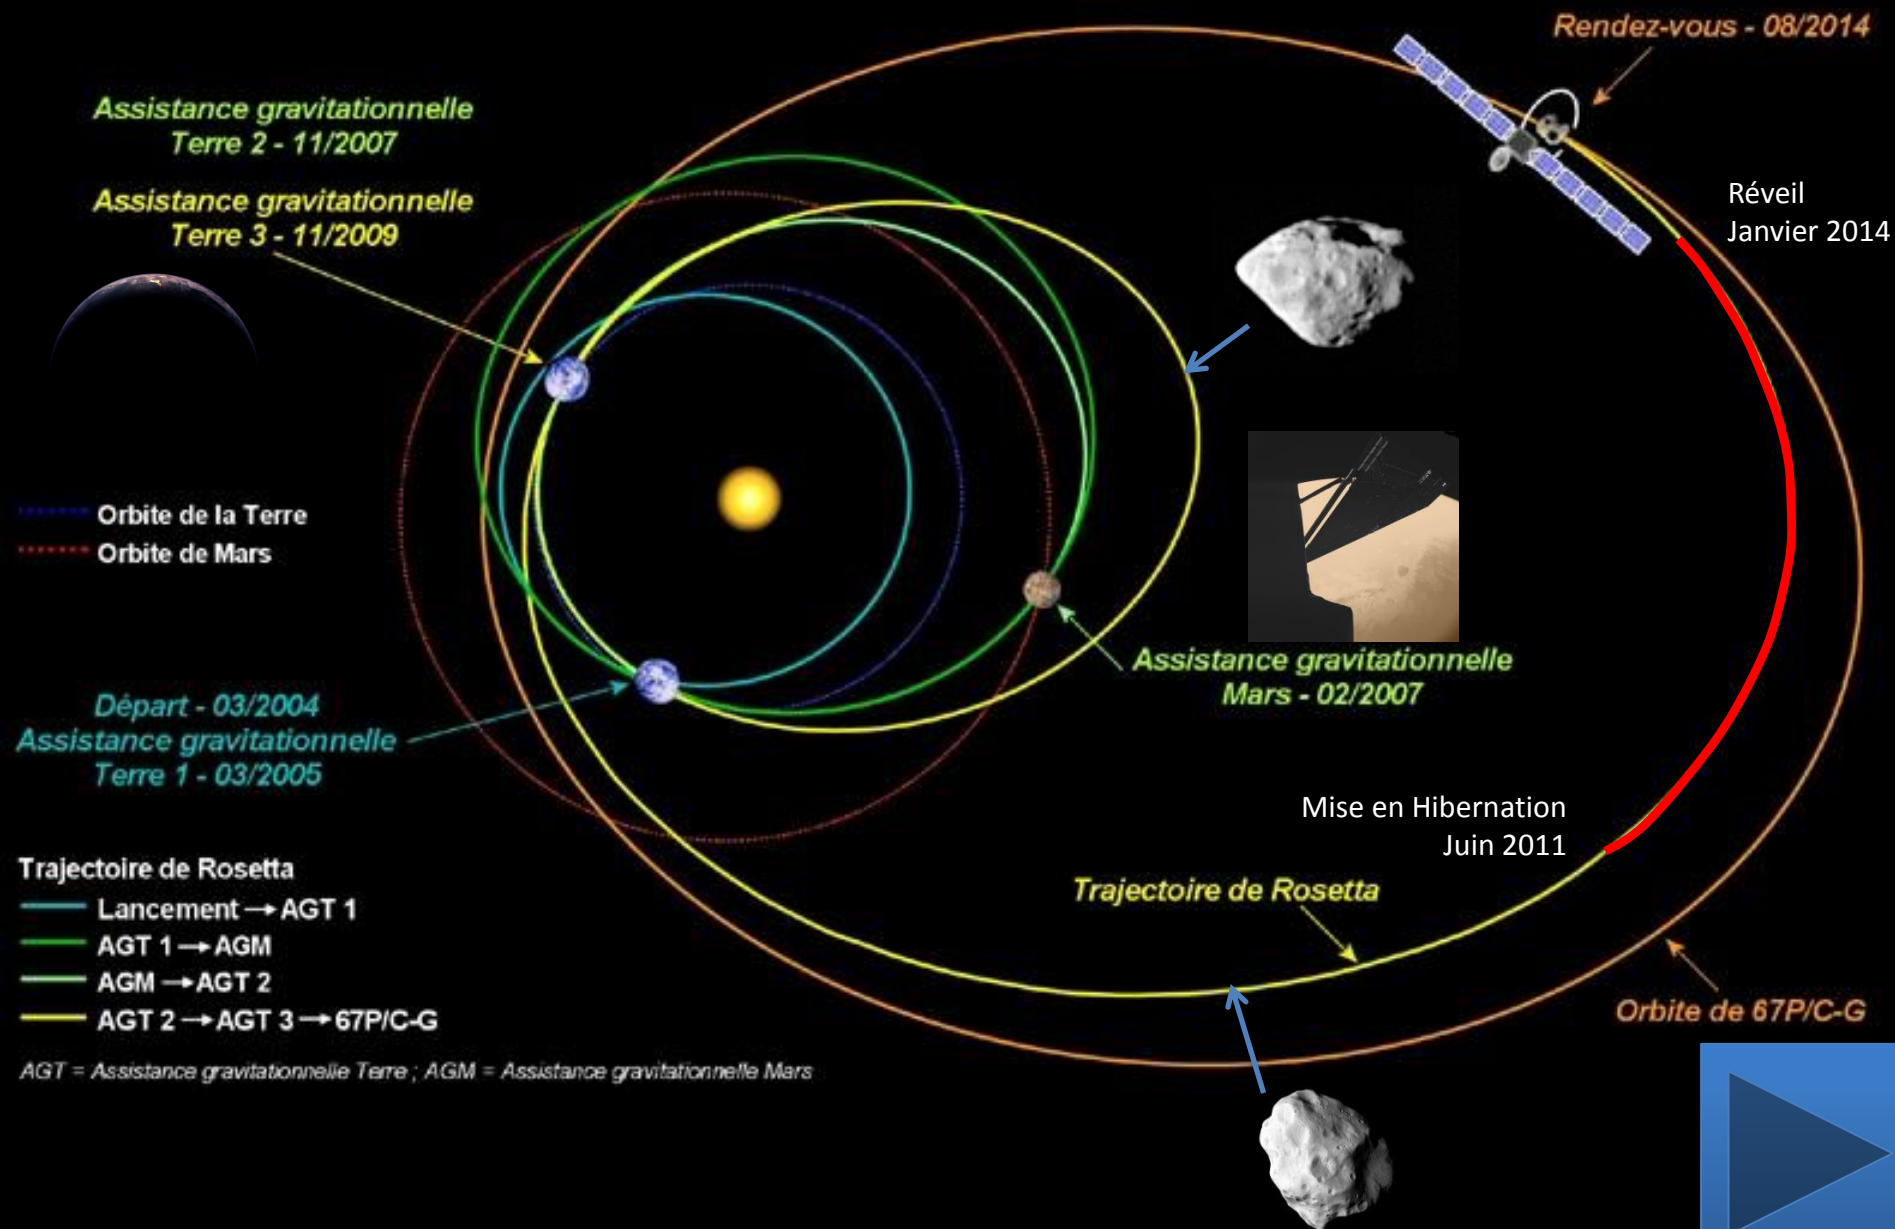 Rendez-vous - 08/2014
Assistance gravitationnelle
Terre 2 - 11/2007
Assistance gravitationnelle
Terre 3 - 11/2009
Réveil
Janvier 2014
Orbite de la Terre
Orbite de Mars
Assistance gravitationnelle
Mars - 02/2007
Départ - 03/2004
Assistance gravitationnelle
Terre 1 - 03/2005
Mise en Hibernation
Juin 2011
Trajectoire de Rosetta
Trajectoire de Rosetta
Lancement → AGT 1
AGT 1 → AGM
AGM → AGT 2
AGT 2 → AGT 3 → 67P/C-G
Orbite de 67P/C-G
AGT = Assistance gravitationnelle Terre ; AGM = Assistance gravitationnelle Mars